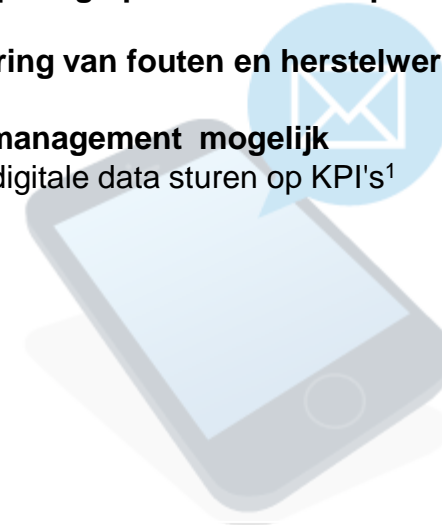 ring van fouten en herstelwer
management mogelijk
digitale data sturen op KPI's¹